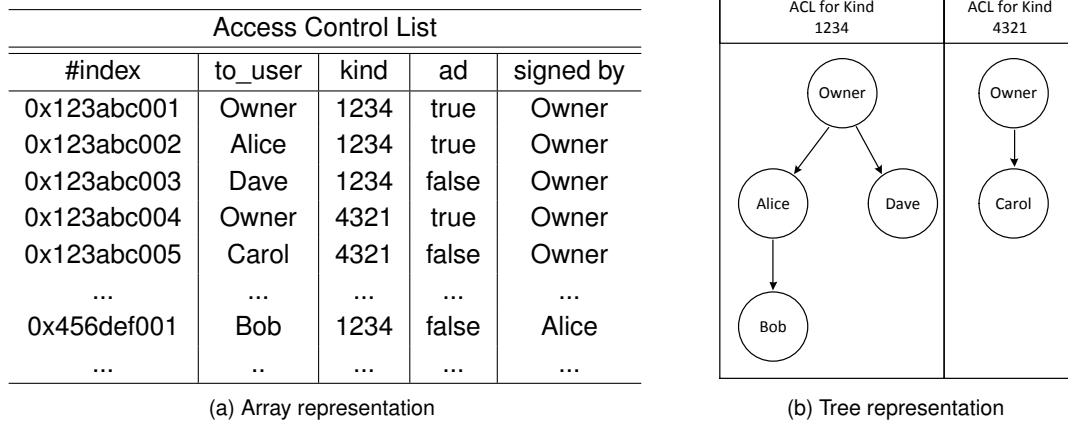 Access Control List
#index to_user kind ad signed by
0x123abc001 Owner 1234 true Owner
0x123abc002 Alice 1234 true Owner
0x123abc003 Dave 1234 false Owner
0x123abc004 Owner 4321 true Owner
0x123abc005 Carol 4321 false Owner
... ... ... ... ...
0x456def001 Bob 1234 false Alice
... .. ... ... ...
(a) Array representation
ACL for Kind
1234
ACL for Kind
4321
Owner
Owner
Alice
Dave
Carol
Bob
(b) Tree representation